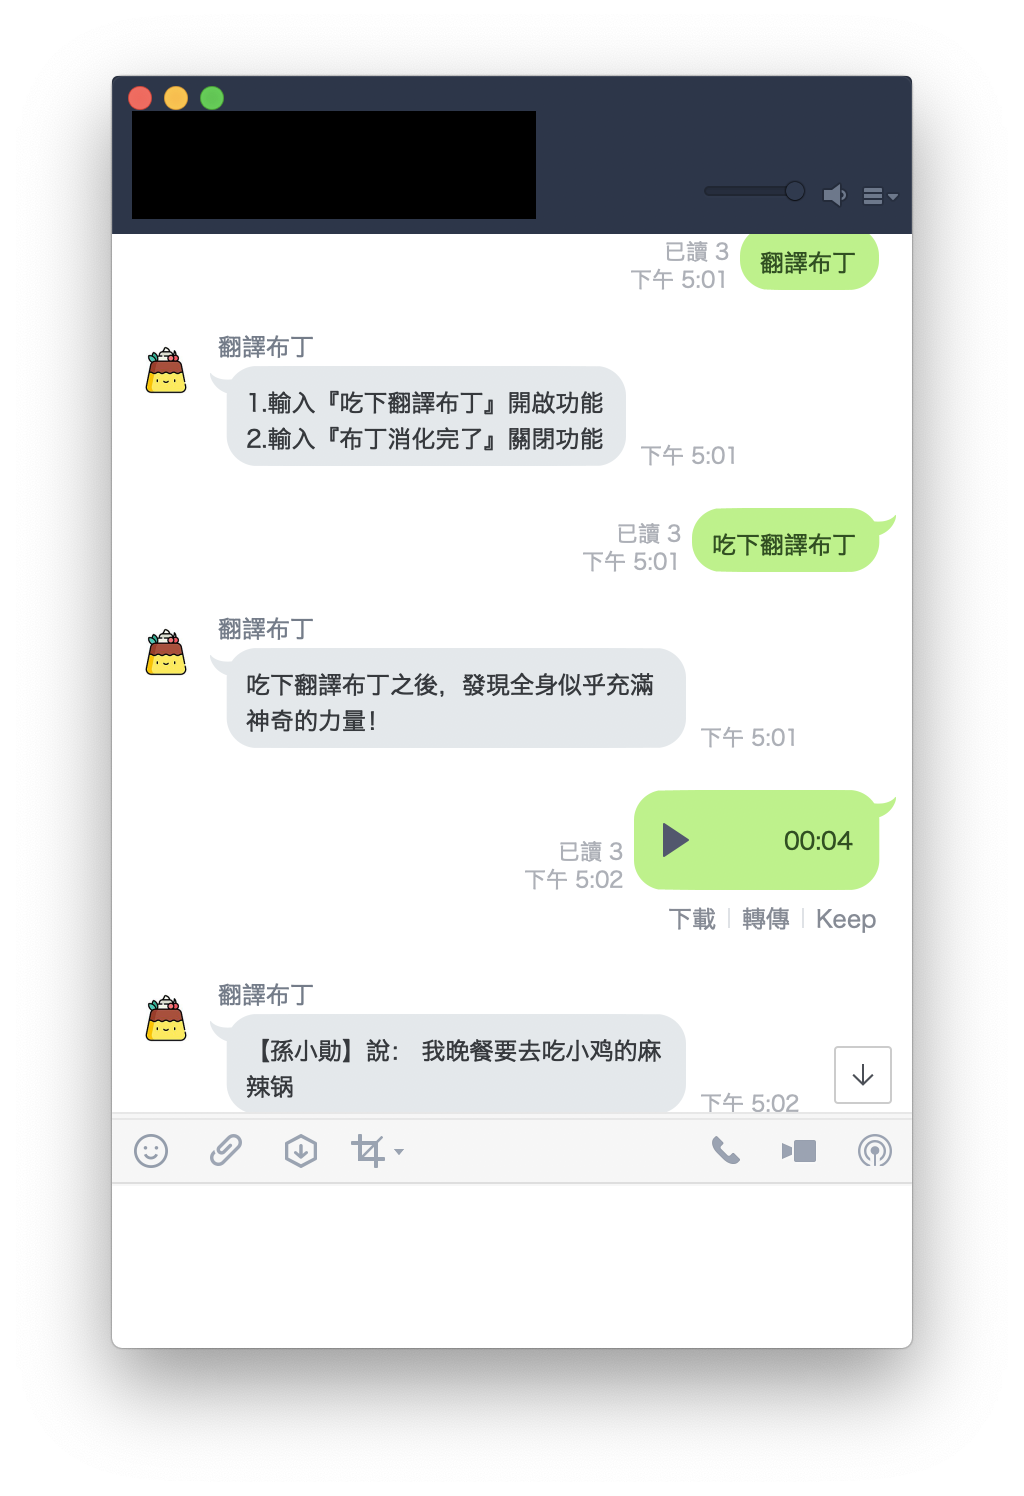 已讀 3
下午 5:01
翻譯布丁
翻譯布丁
1.輸入『吃下翻譯布丁』開啟功能
2.輸入『布丁消化完了』關閉功能
下午 5:01
已讀 3
下午 5:01
吃下翻譯布丁
翻譯布丁
吃下翻譯布丁之後，發現全身似乎充滿
神奇的力量！
下午 5:01
已讀 3
下午 5:02
00:04
下載 | 轉傳 | Keep
翻譯布丁
【孫小勛】說： 我晚餐要去吃小鸡的麻
辣锅
下午 5:02